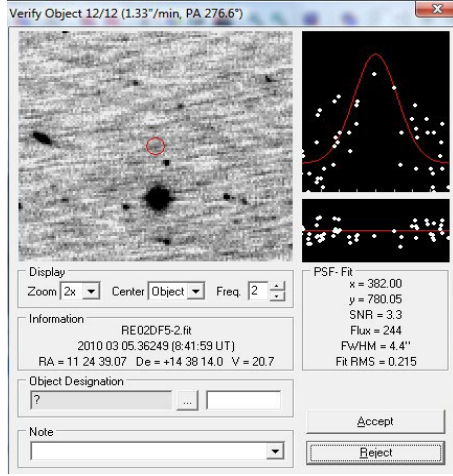 Verify Object 12/12 (1.33"/min, PA 276.6°)
Display
Zoom 2x Center Object Freq. 2
Information
RE02DF5-2.fit
2010 03 05.36249 (8:41:59 UT)
RA = 11 24 39.07 De = +14 38 14.0 V = 20.7
Object Designation
?
...
Note
PSF- Fit
x = 382.00
y = 780.05
SNR = 3.3
Flux = 244
FWHM = 4.4"
Fit RMS = 0.215
Accept
Reject